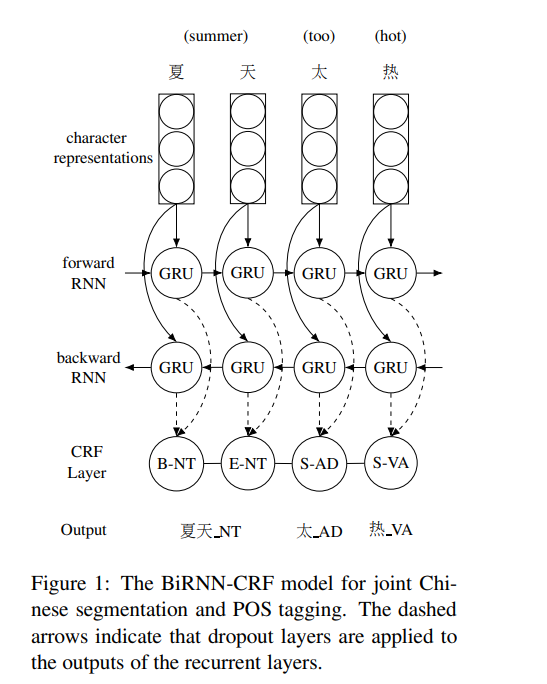 (summer) (too) (hot)
夏 天 太 热
character
representations
forward
RNN
GRU GRU GRU GRU
backward
RNN
GRU GRU GRU GRU
CRF
Layer
B-NT E-NT S-AD S-VA
Output 夏天_NT 太_AD 热_VA
Figure 1: The BiRNN-CRF model for joint Chi-
nese segmentation and POS tagging. The dashed
arrows indicate that dropout layers are applied to
the outputs of the recurrent layers.